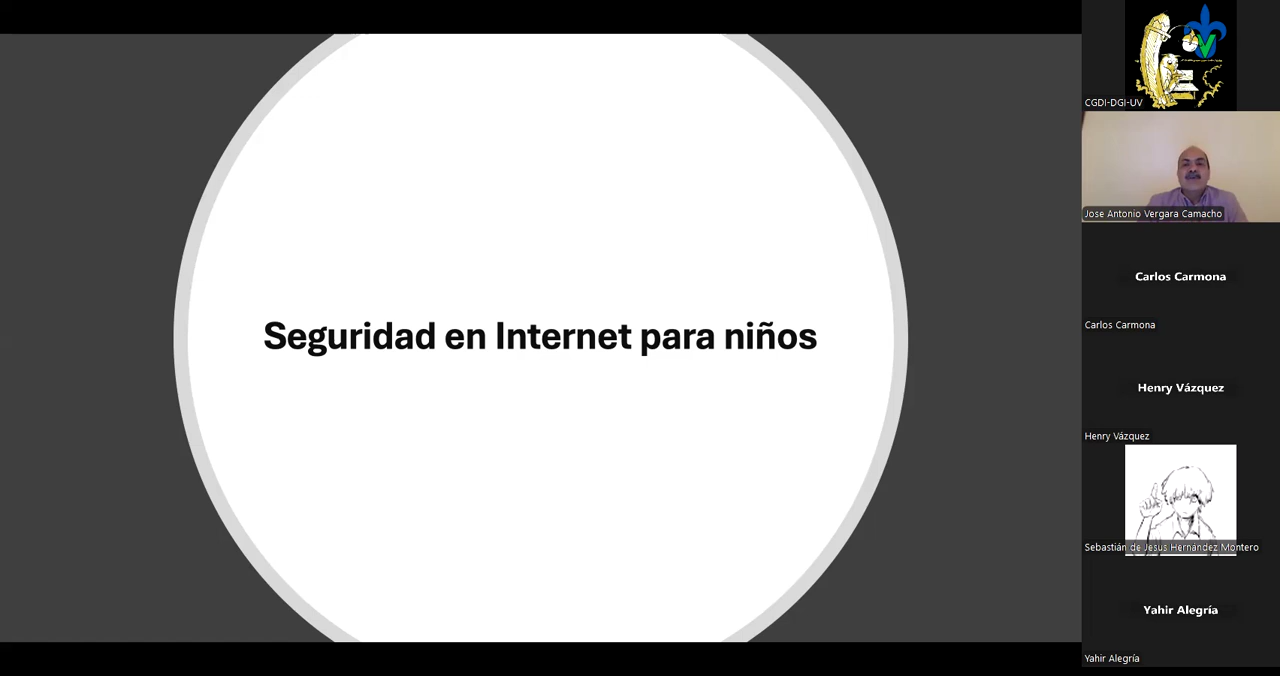 Seguridad en Internet para niños
CGDI-DGI-UV
Jose Antonio Vergara Camacho
Carlos Carmona
Carlos Carmona
Henry Vázquez
Henry Vázquez
Sebastián de Jesus Hernández Montero
Yahir Alegría
Yahir Alegría